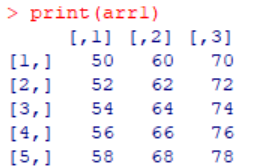 > print(arr1)
     [,1] [,2] [,3]
[1,]   50   60   70
[2,]   52   62   72
[3,]   54   64   74
[4,]   56   66   76
[5,]   58   68   78